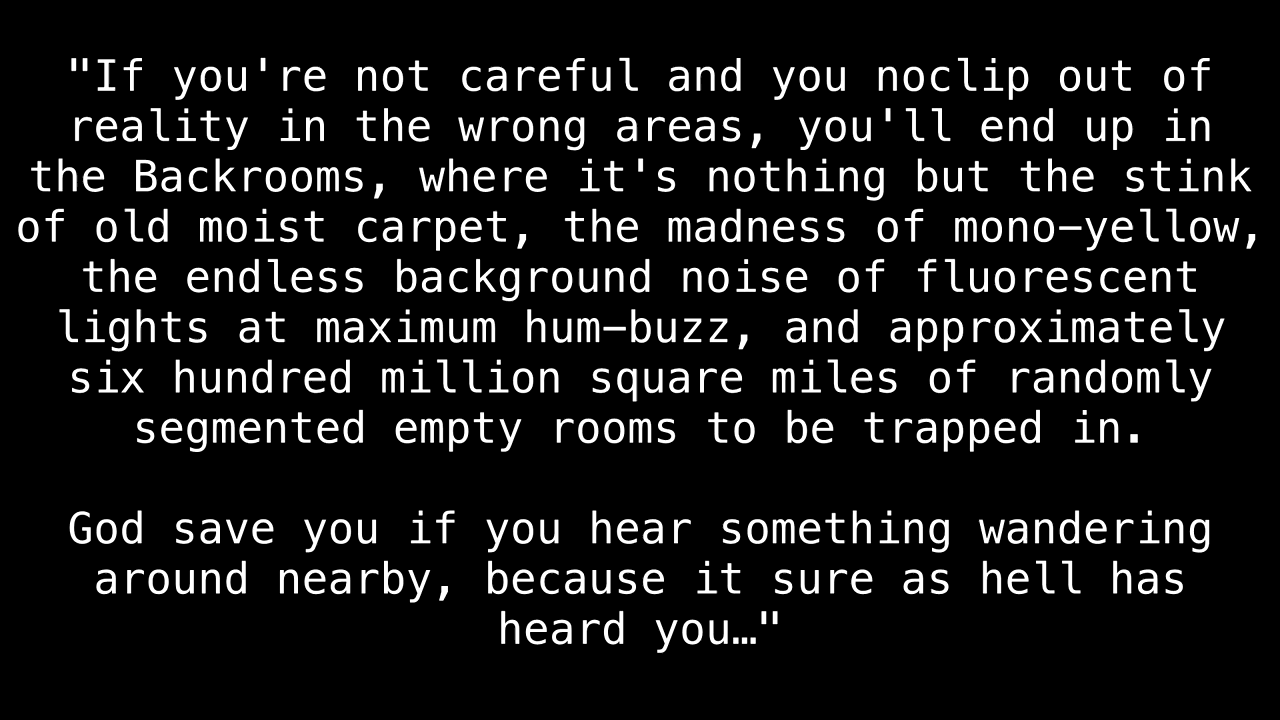 "If you're not careful and you noclip out of
reality in the wrong areas, you'll end up in
the Backrooms, where it's nothing but the stink
of old moist carpet, the madness of mono–yellow,
the endless background noise of fluorescent
lights at maximum hum–buzz, and approximately
six hundred million square miles of randomly
segmented empty rooms to be trapped in.
God save you if you hear something wandering
around nearby, because it sure as hell has
heard you…"